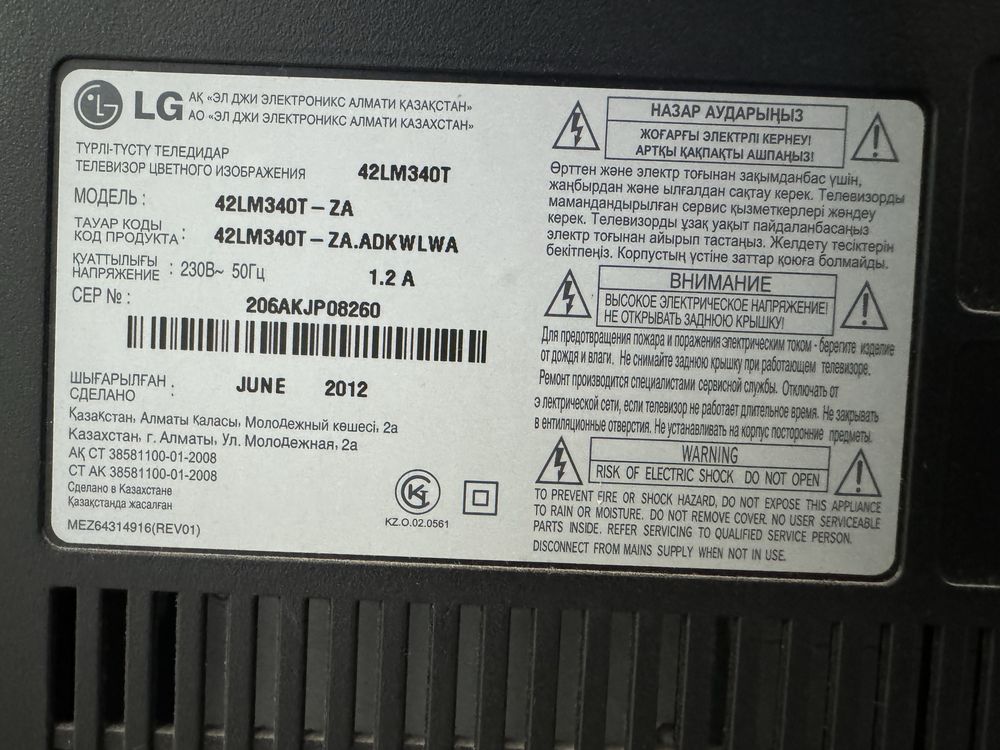 LG АҚ «ЭЛ ДЖИ ЭЛЕКТРОНИКС АЛМАТИ ҚАЗАҚСТАН»
АО «ЭЛ ДЖИ ЭЛЕКТРОНИКС АЛМАТИ КАЗАХСТАН»
ТҮРЛІ-ТҮСТҮ ТЕЛЕДИДАР
ТЕЛЕВИЗОР ЦВЕТНОГО ИЗОБРАЖЕНИЯ 42LM340T
МОДЕЛЬ : 42LM340T-ZA
ТАУАР КОДЫ
КОД ПРОДУКТА : 42LM340T-ZA.ADKWLWA
ҚУАТТЫЛЫҒЫ
НАПРЯЖЕНИЕ : 230В~ 50Гц 1.2 A
СЕР № :
206AKJP08260
ШЫҒАРЫЛҒАН
СДЕЛАНО : JUNE 2012
Қазақстан, Алматы қаласы, Молодежный көшесі, 2а
Казахстан, г. Алматы, Ул. Молодежная, 2а
АҚ СТ 38581100-01-2008
СТ АК 38581100-01-2008
Сделано в Казахстане
Қазақстанда жасалған
MEZ64314916(REV01)
KZ.O.02.0561
НАЗАР АУДАРЫҢЫЗ
ЖОҒАРҒЫ ЭЛЕКТРЛІ КЕРНЕУ!
АРТҚЫ ҚАҚПАҚТЫ АШПАҢЫЗ!
Өрттен және электр тоғынан зақымданбас үшін,
жаңбырдан және ылғалдан сақтау керек. Телевизорды
мамандандырылған сервис қызметкерлері жөндеу
керек. Телевизорды ұзақ уақыт пайдаланбасаңыз
электр тоғынан айырып тастаңыз. Желдету тесіктерін
бекітпеңіз. Корпустың үстіне заттар қоюға болмайды.
ВНИМАНИЕ
ВЫСОКОЕ ЭЛЕКТРИЧЕСКОЕ НАПРЯЖЕНИЕ!
НЕ ОТКРЫВАТЬ ЗАДНЮЮ КРЫШКУ!
Для предотвращения пожара и поражения электрическим током - берегите изделие
от дождя и влаги. Не снимайте заднюю крышку при работающем телевизоре.
Ремонт производится специалистами сервисной службы. Отключать от
э лектрической сети, если телевизор не работает длительное время. Не закрывать
в ентиляционные отверстия. Не устанавливать на корпус посторонние предметы.
WARNING
RISK OF ELECTRIC SHOCK DO NOT OPEN
TO PREVENT FIRE OR SHOCK HAZARD, DO NOT EXPOSE THIS APPLIANCE
TO RAIN OR MOISTURE. DO NOT REMOVE COVER. NO USER SERVICEABLE
PARTS INSIDE. REFER SERVICING TO QUALIFIED SERVICE PERSON.
DISCONNECT FROM MAINS SUPPLY WHEN NOT IN USE.